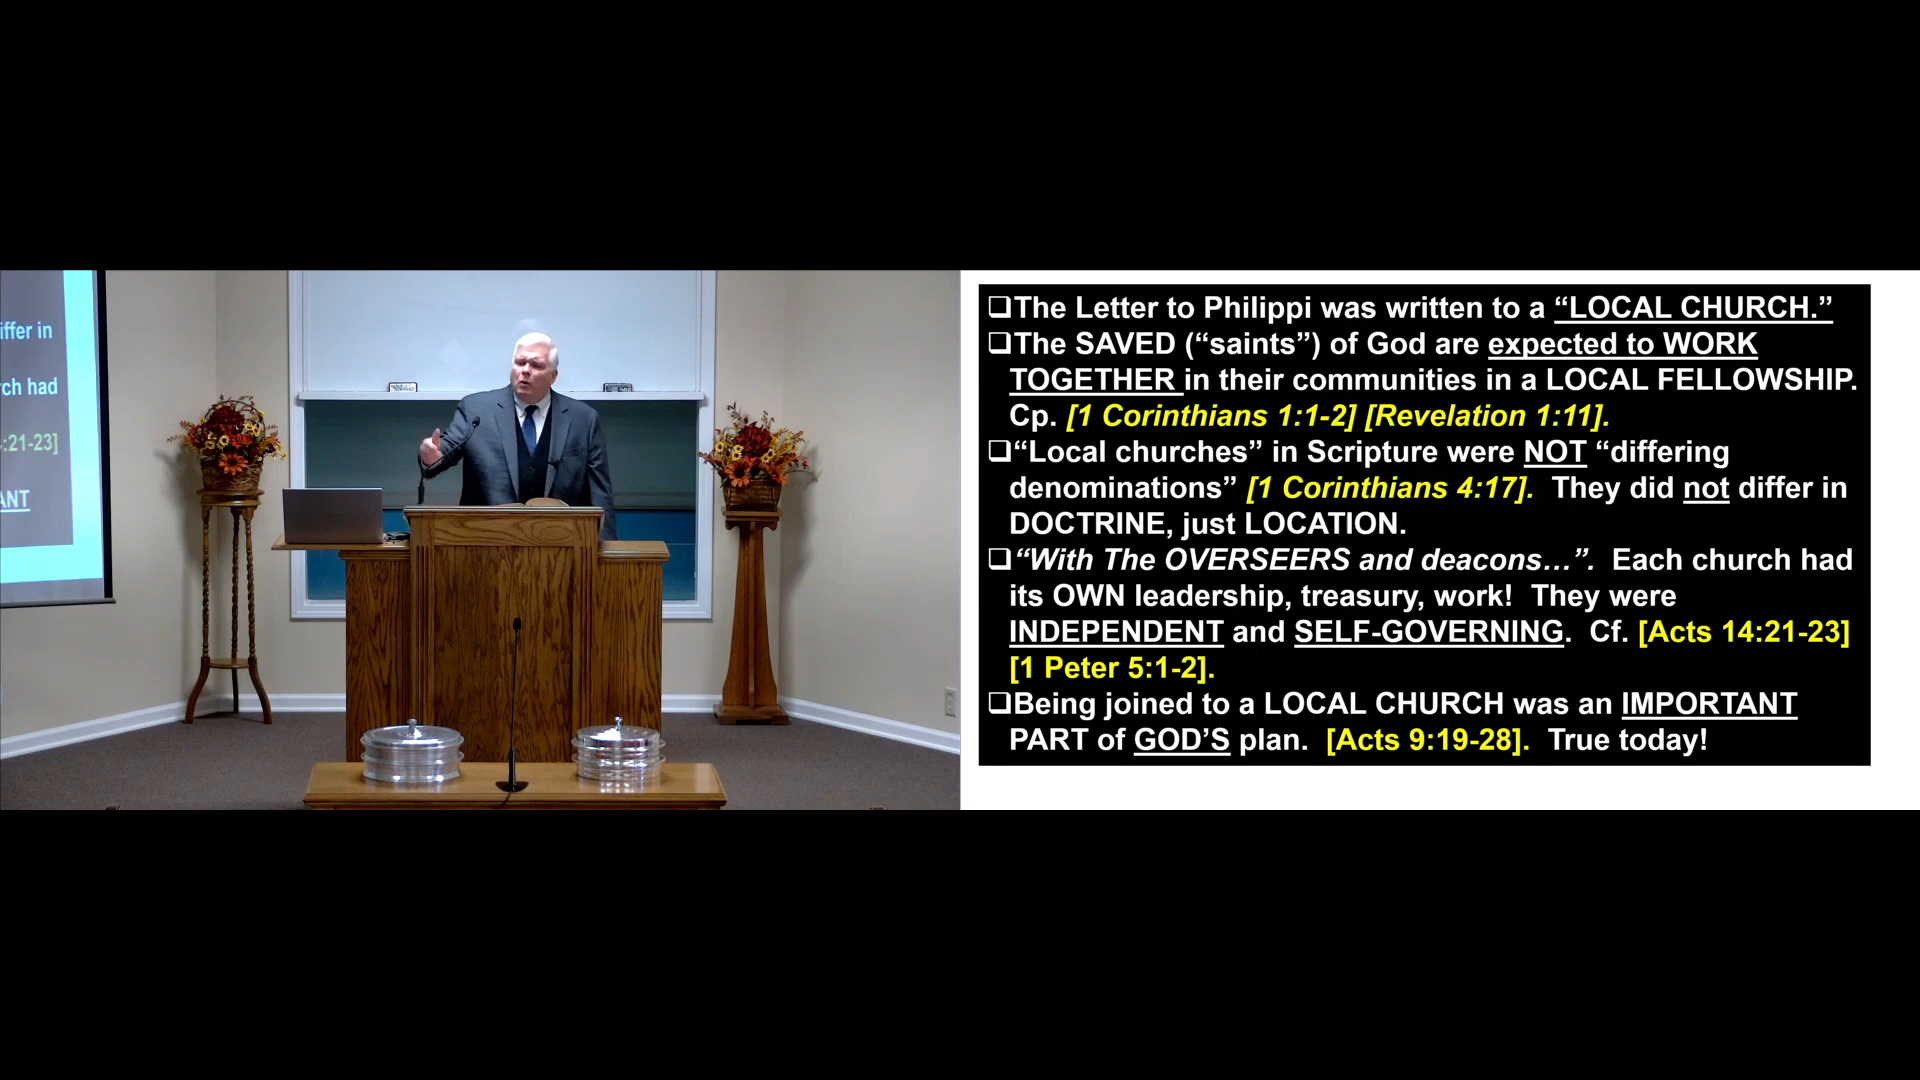 iffer in
rch had
:21-23]
ANT
❑The Letter to Philippi was written to a “LOCAL CHURCH.”
❑The SAVED (“saints”) of God are expected to WORK
TOGETHER in their communities in a LOCAL FELLOWSHIP.
Cp. [1 Corinthians 1:1-2] [Revelation 1:11].
❑“Local churches” in Scripture were NOT “differing
denominations” [1 Corinthians 4:17].  They did not differ in
DOCTRINE, just LOCATION.
❑“With The OVERSEERS and deacons…”.  Each church had
its OWN leadership, treasury, work!  They were
INDEPENDENT and SELF-GOVERNING.  Cf. [Acts 14:21-23]
[1 Peter 5:1-2].
❑Being joined to a LOCAL CHURCH was an IMPORTANT
PART of GOD’S plan.  [Acts 9:19-28].  True today!